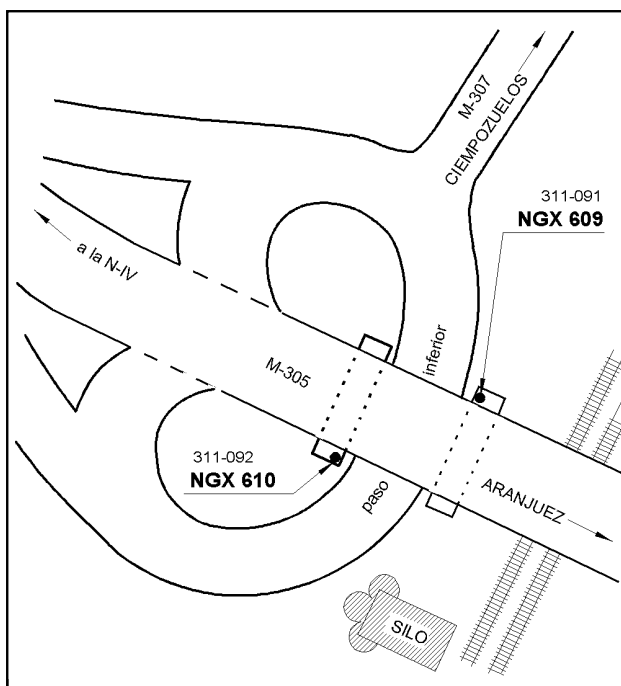 M-307
CIEMPOZUELOS
311-091
NGX 609
a la N-IV
inferior
M-305
311-092
NGX 610
paso
ARANJUEZ
SILO